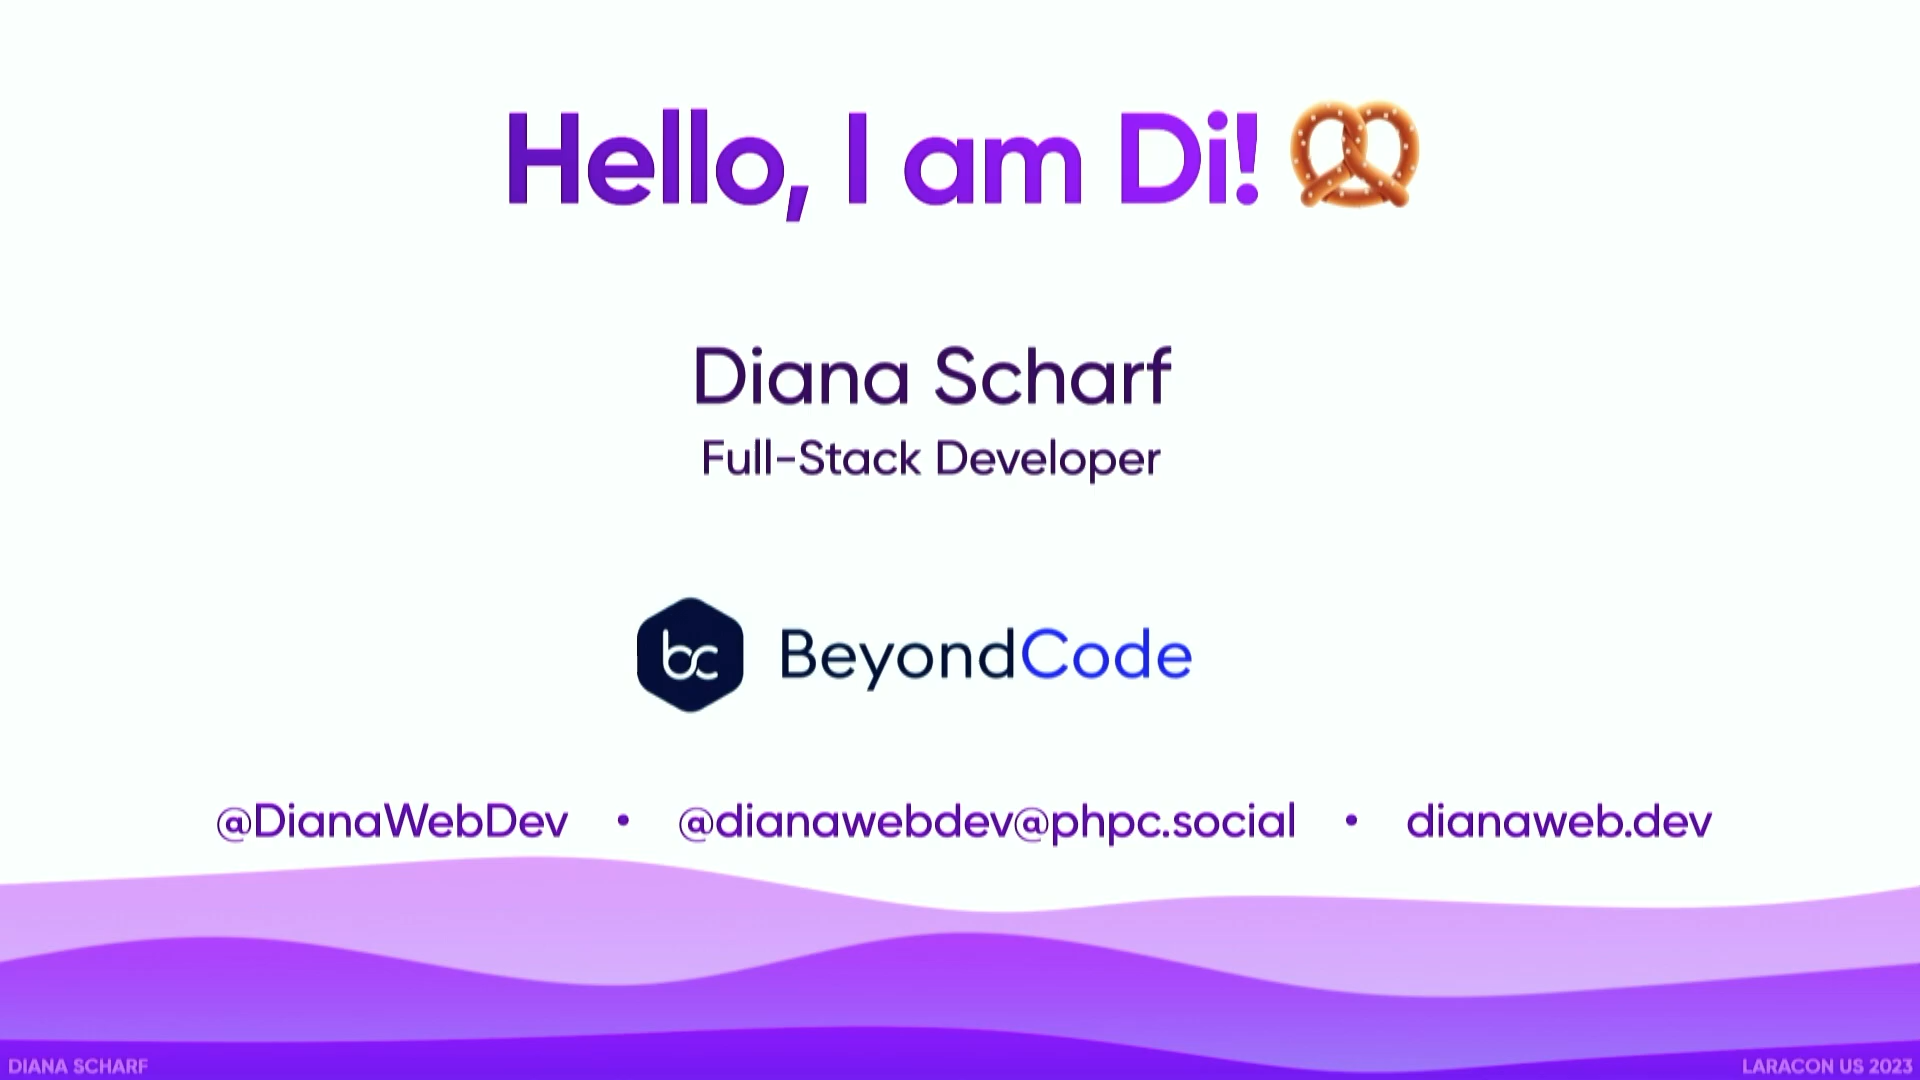 Hello, I am Di! 🥨
Diana Scharf
Full-Stack Developer
bc BeyondCode
@DianaWebDev • @dianawebdev@phpc.social • dianaweb.dev
DIANA SCHARF
LARACON US 2023